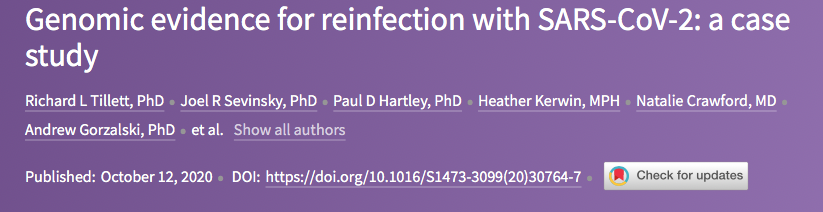 Genomic evidence for reinfection with SARS-CoV-2: a case
study
Richard L Tillett, PhD • Joel R Sevinsky, PhD • Paul D Hartley, PhD • Heather Kerwin, MPH • Natalie Crawford, MD •
Andrew Gorzalski, PhD • et al. Show all authors
Published: October 12, 2020 • DOI: https://doi.org/10.1016/S1473-3099(20)30764-7 • Check for updates